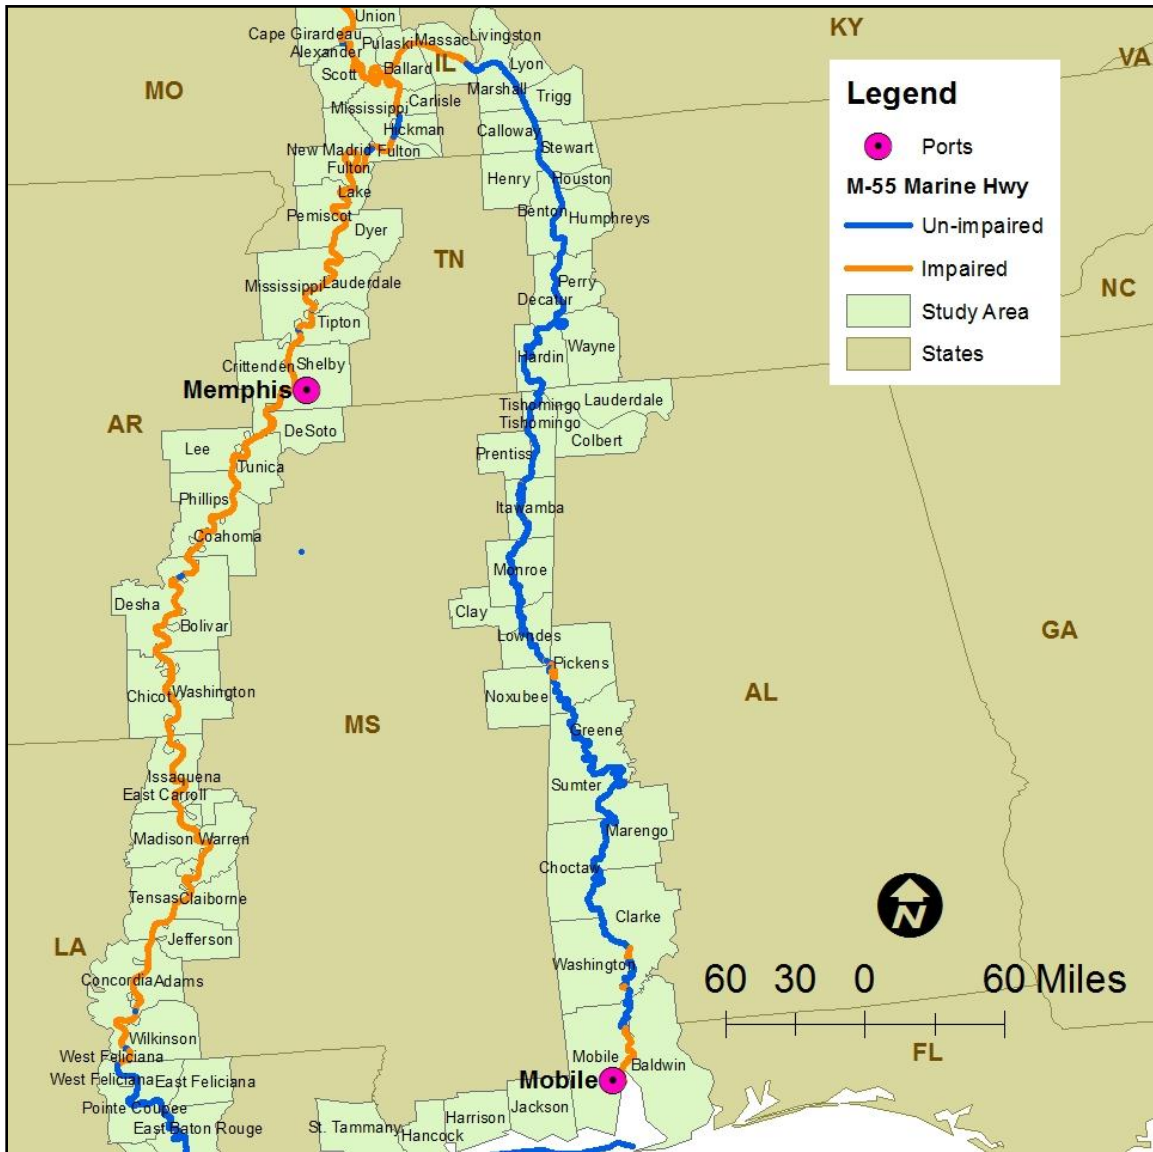 Union
KY
Cape Girardeau
Livingston
Pulaski
Massac
Alexander
VA
Scott
Ballard
IL
Lyon
MO
Marshall
Trigg
Mississippi
Carlisle
Hickman
Calloway
Stewart
New Madrid
Fulton
Fulton
Henry
Houston
Lake
Benton
Humphreys
Pemiscot
Dyer
TN
Mississippi
Lauderdale
Perry
NC
Decatur
Tipton
Hardin
Wayne
Crittenden
Shelby
Memphis
Tishomingo
Lauderdale
Tishomingo
AR
DeSoto
Colbert
Lee
Tunica
Prentiss
Phillips
Itawamba
Coahoma
Monroe
Desha
Clay
Bolivar
Lowndes
GA
Pickens
Chicot
Washington
Noxubee
AL
MS
Greene
Issaquena
East Carroll
Sumter
Madison
Warren
Marengo
Choctaw
Tensas
Claiborne
Clarke
Jefferson
LA
Concordia
Adams
Washington
Wilkinson
West Feliciana
Mobile
Baldwin
FL
West Feliciana
East Feliciana
Mobile
Pointe Coupee
Jackson
Harrison
East Baton Rouge
St. Tammany
Hancock
Legend
Ports
M-55 Marine Hwy
Un-impaired
Impaired
Study Area
States
N
60 30 0 60 Miles